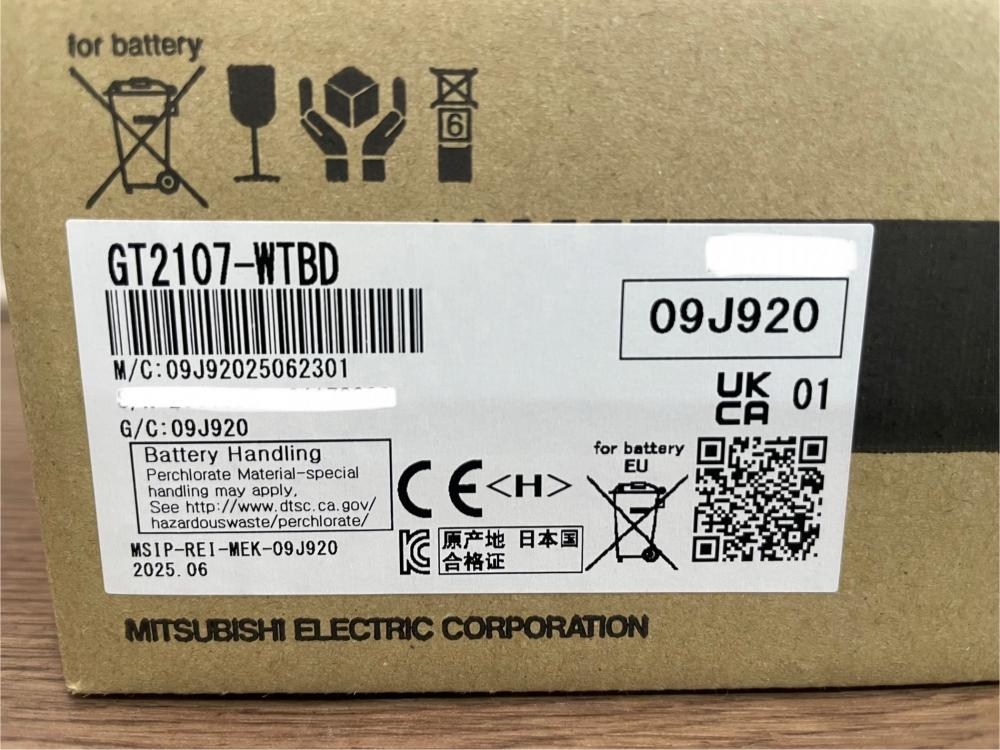 for battery
6
GT2107-WTBD
09J920
M/C:09J92025062301
UK
CA 01
G/C:09J920
Battery Handling
Perchlorate Material-special
handling may apply,
See http://www.dtsc.ca.gov/
hazardouswaste/perchlorate/
CE <H>
for battery
EU
MSIP-REI-MEK-09J920
2025.06
KC
原产地 日本国
合格证
MITSUBISHI ELECTRIC CORPORATION